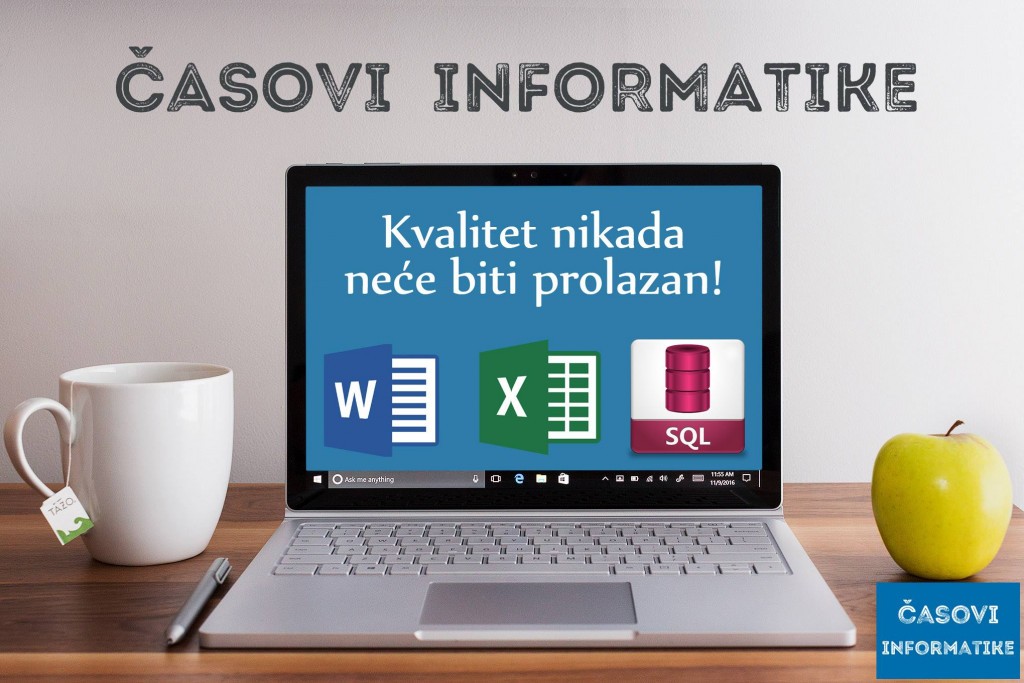 ČASOVI INFORMATIKE
Kvalitet nikada
neće biti prolazan!
W
X
SQL
Ask me anything
11:55 AM
11/9/2016
TAZO
ČASOVI
INFORMATIKE